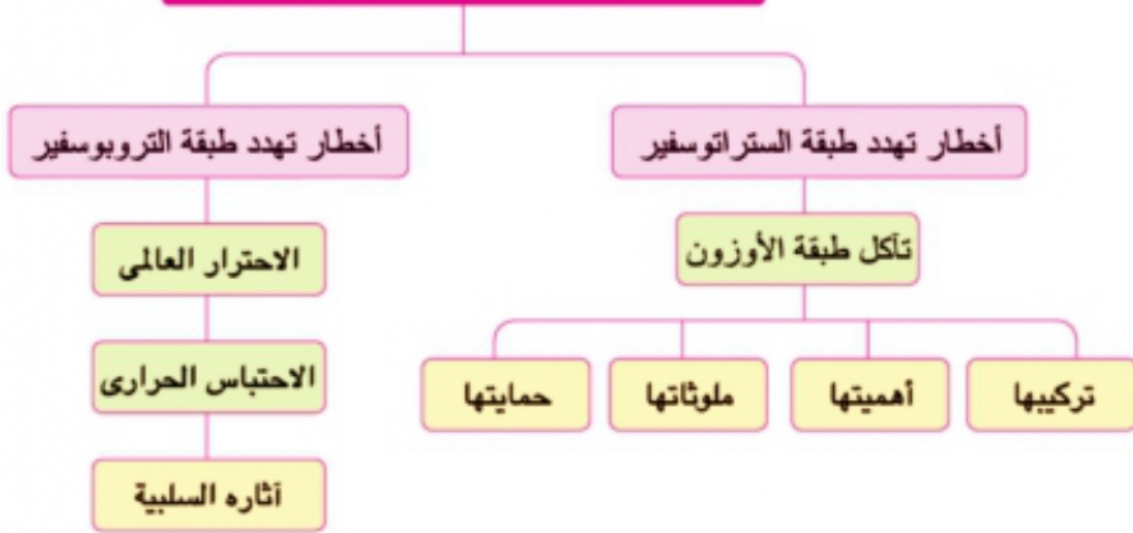 أخطار تهدد طبقة الستراتوسفير
أخطار تهدد طبقة التروبوسفير
تآكل طبقة الأوزون
الاحترار العالمى
تركيبها
أهميتها
ملوثاتها
حمايتها
الاحتباس الحرارى
آثاره السلبية